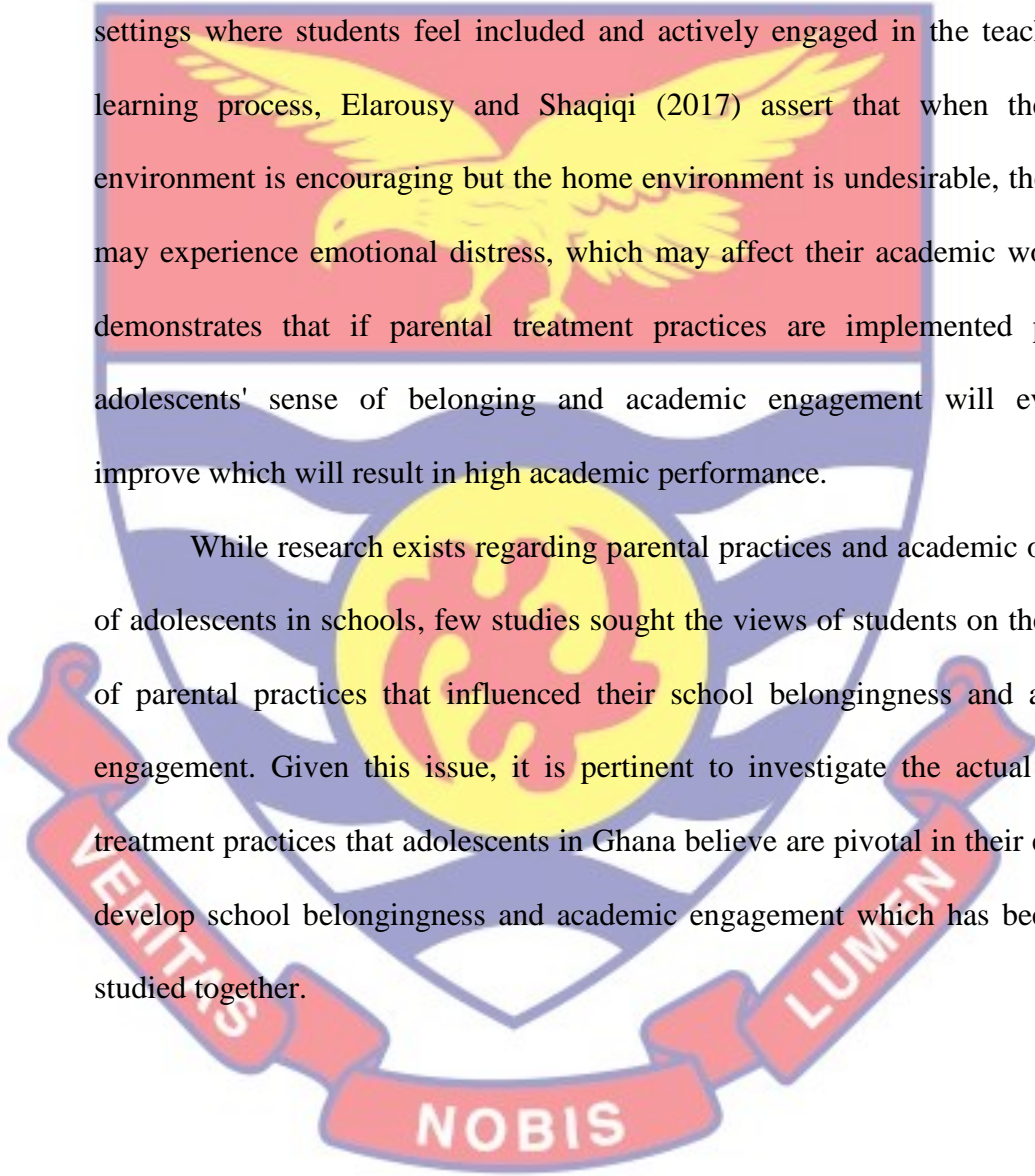 settings where students feel included and actively engaged in the teac
learning process, Elarousy and Shaqiqi (2017) assert that when the
environment is encouraging but the home environment is undesirable, the
may experience emotional distress, which may affect their academic wo
demonstrates that if parental treatment practices are implemented p
adolescents' sense of belonging and academic engagement will ev
improve which will result in high academic performance.
While research exists regarding parental practices and academic o
of adolescents in schools, few studies sought the views of students on the
of parental practices that influenced their school belongingness and a
engagement. Given this issue, it is pertinent to investigate the actual
treatment practices that adolescents in Ghana believe are pivotal in their
develop school belongingness and academic engagement which has bee
studied together.
VERITAS
NOBIS
LUMEN